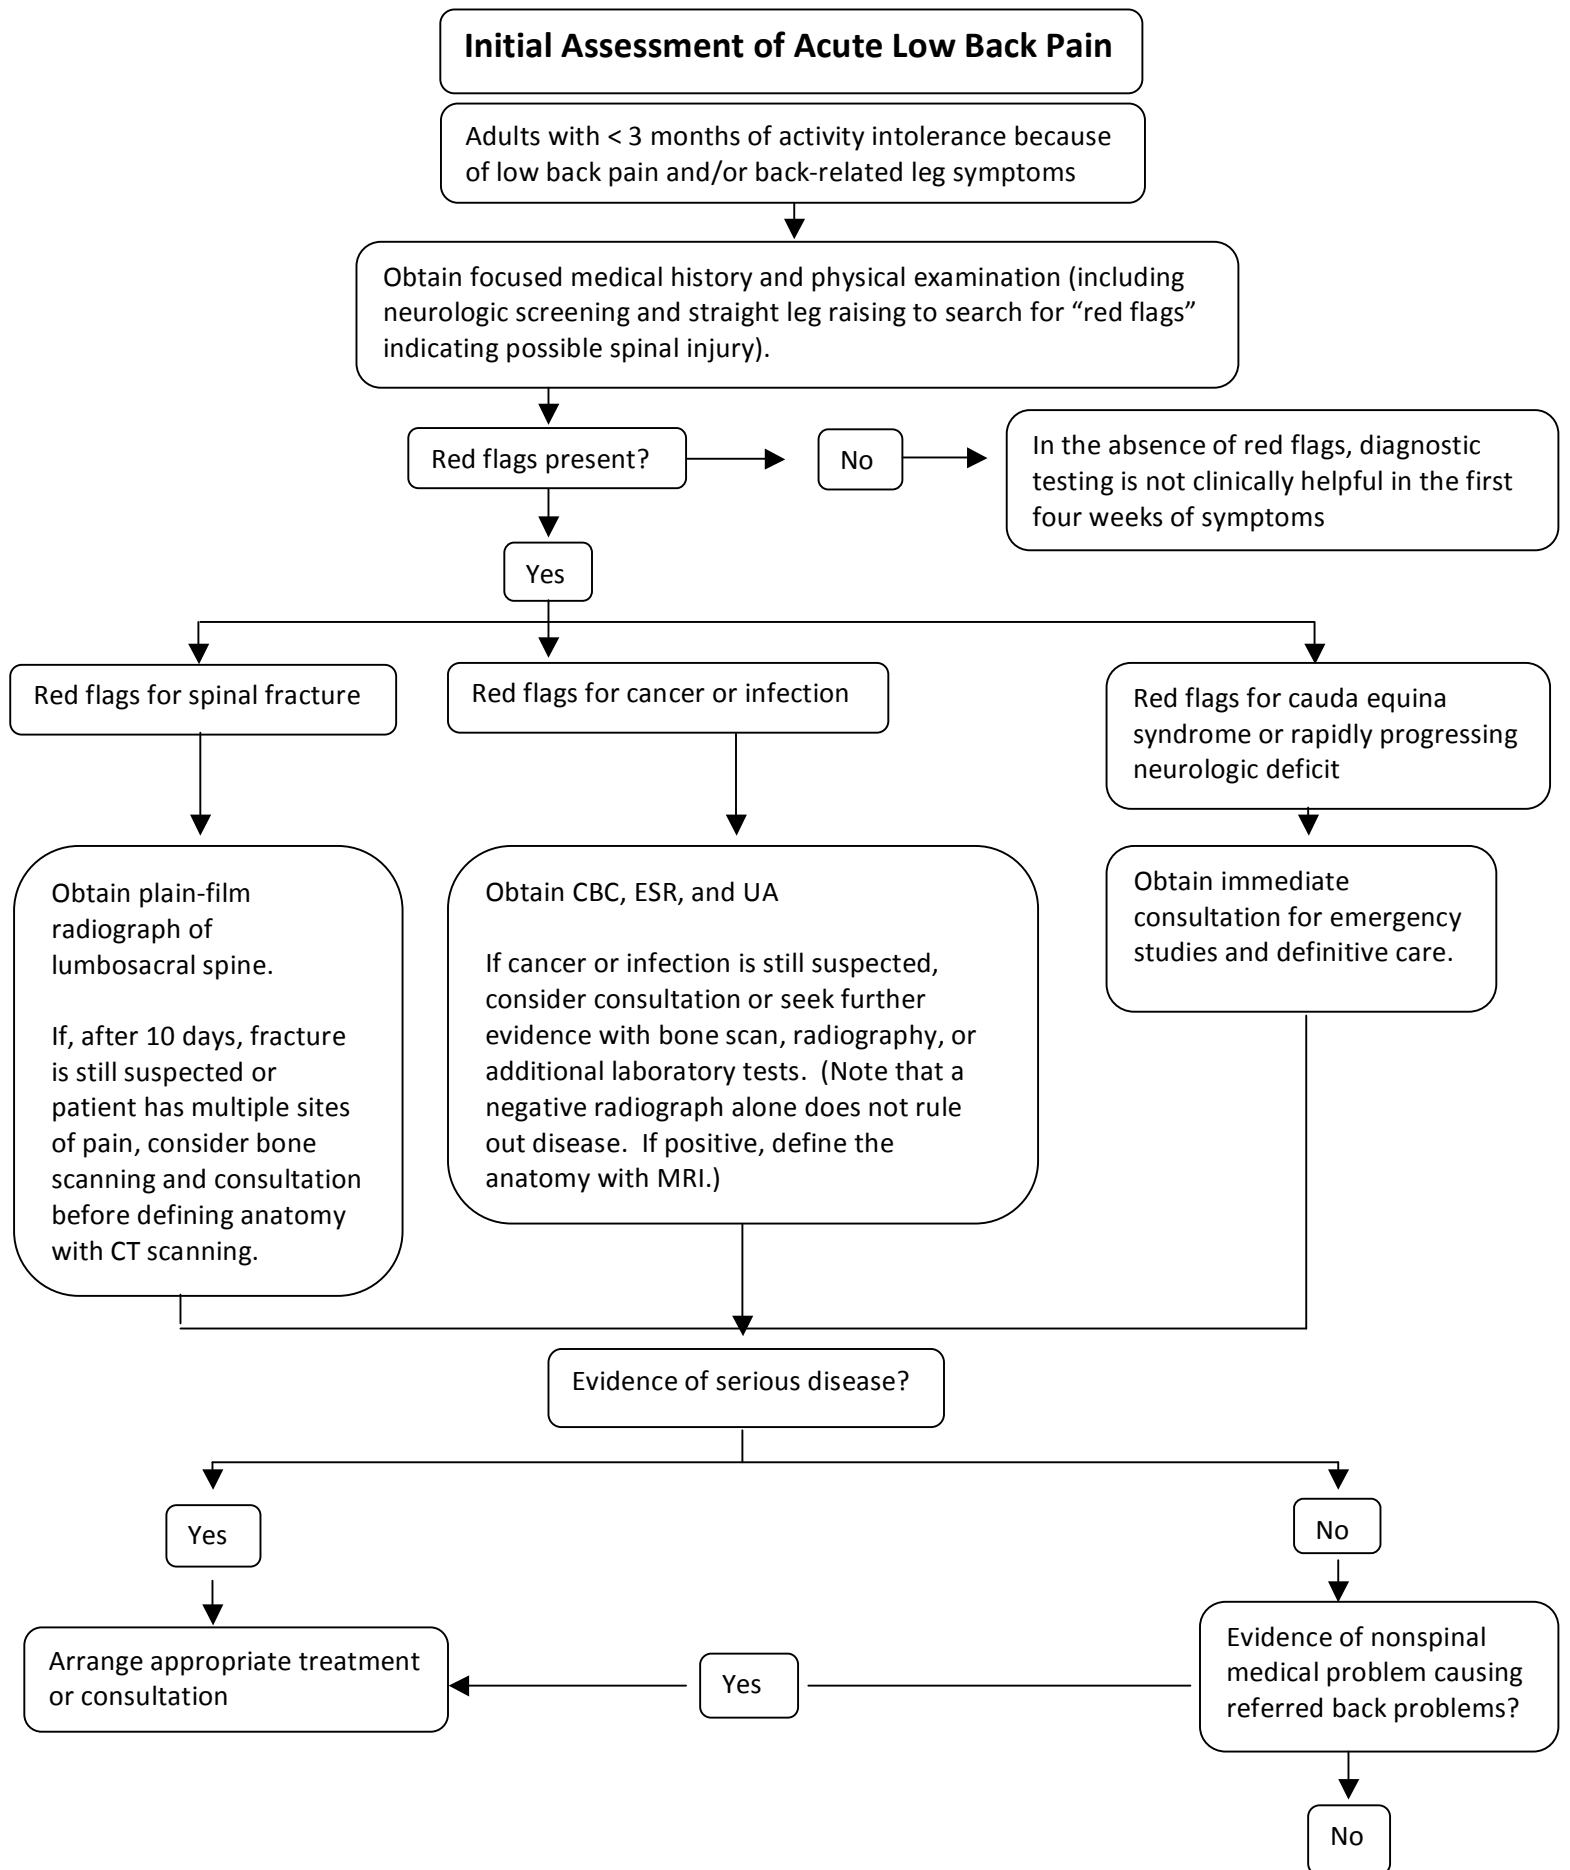 Initial Assessment of Acute Low Back Pain
Adults with < 3 months of activity intolerance because
of low back pain and/or back-related leg symptoms
Obtain focused medical history and physical examination (including
neurologic screening and straight leg raising to search for “red flags”
indicating possible spinal injury).
Red flags present?
No
In the absence of red flags, diagnostic
testing is not clinically helpful in the first
four weeks of symptoms
Yes
Red flags for spinal fracture
Red flags for cancer or infection
Red flags for cauda equina
syndrome or rapidly progressing
neurologic deficit
Obtain plain-film
radiograph of
lumbosacral spine.
If, after 10 days, fracture
is still suspected or
patient has multiple sites
of pain, consider bone
scanning and consultation
before defining anatomy
with CT scanning.
Obtain CBC, ESR, and UA
If cancer or infection is still suspected,
consider consultation or seek further
evidence with bone scan, radiography, or
additional laboratory tests.  (Note that a
negative radiograph alone does not rule
out disease.  If positive, define the
anatomy with MRI.)
Obtain immediate
consultation for emergency
studies and definitive care.
Evidence of serious disease?
Yes
No
Arrange appropriate treatment
or consultation
Yes
Evidence of nonspinal
medical problem causing
referred back problems?
No